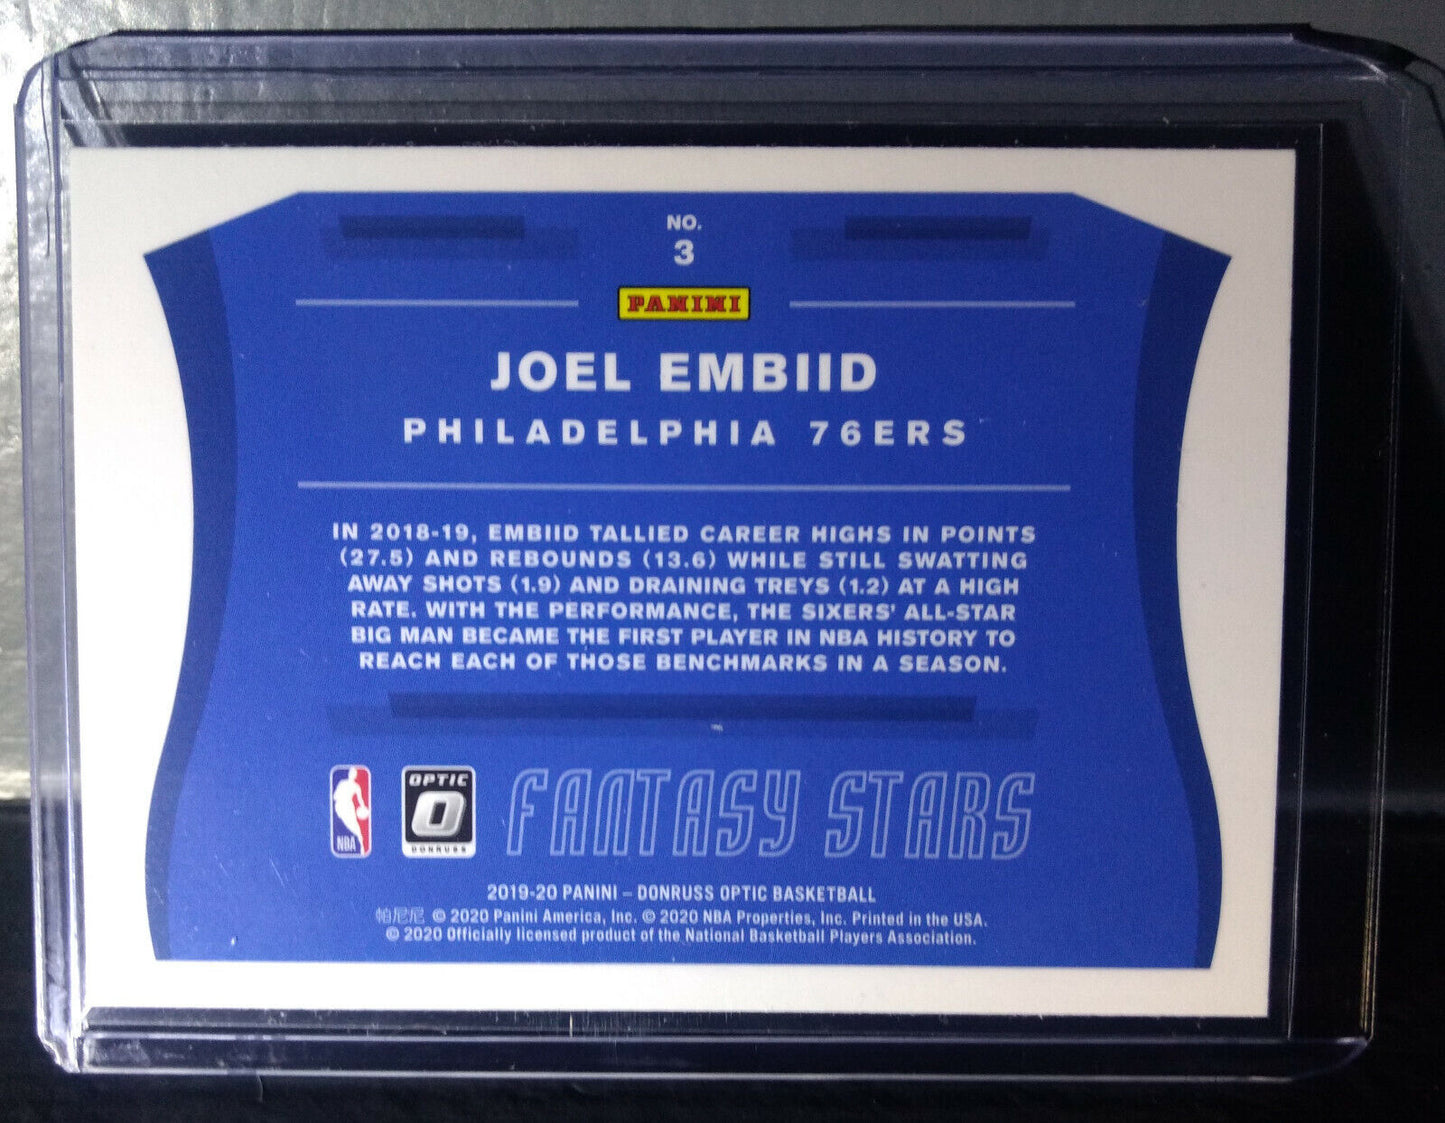 NO.
3
PANINI
JOEL EMBIID
PHILADELPHIA 76ERS
IN 2018-19, EMBIID TALLIED CAREER HIGHS IN POINTS
(27.5) AND REBOUNDS (13.6) WHILE STILL SWATTING
AWAY SHOTS (1.9) AND DRAINING TREYS (1.2) AT A HIGH
RATE. WITH THE PERFORMANCE, THE SIXERS' ALL-STAR
BIG MAN BECAME THE FIRST PLAYER IN NBA HISTORY TO
REACH EACH OF THOSE BENCHMARKS IN A SEASON.
NBA
OPTIC
DONRUSS
FANTASY STARS
2019-20 PANINI – DONRUSS OPTIC BASKETBALL
帕尼尼 © 2020 Panini America, Inc. © 2020 NBA Properties, Inc. Printed in the USA.
© 2020 Officially licensed product of the National Basketball Players Association.